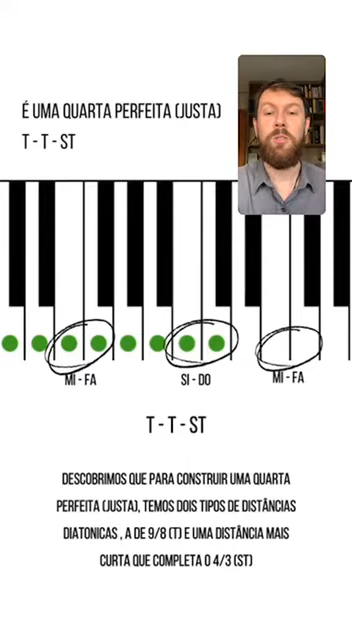 É UMA QUARTA PERFEITA (JUSTA)
T - T - ST
MI - FA
SI - DO
MI - FA
T - T - ST
DESCOBRIMOS QUE PARA CONSTRUIR UMA QUARTA
PERFEITA (JUSTA), TEMOS DOIS TIPOS DE DISTÂNCIAS
DIATONICAS , A DE 9/8 (T) E UMA DISTÂNCIA MAIS
CURTA QUE COMPLETA O 4/3 (ST)